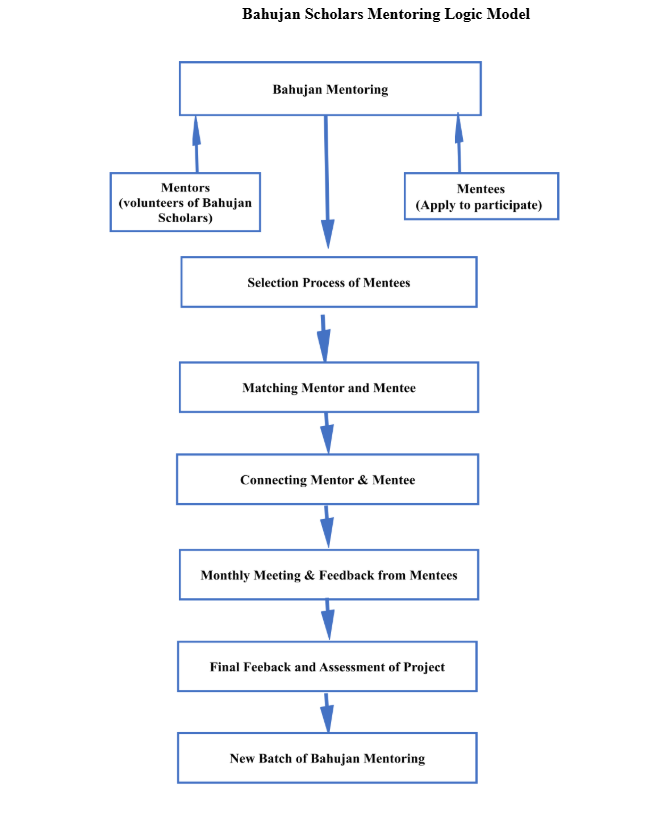 Bahujan Scholars Mentoring Logic Model
Bahujan Mentoring
Mentors
(volunteers of Bahujan
Scholars)
Mentees
(Apply to participate)
Selection Process of Mentees
Matching Mentor and Mentee
Connecting Mentor & Mentee
Monthly Meeting & Feedback from Mentees
Final Feeback and Assessment of Project
New Batch of Bahujan Mentoring